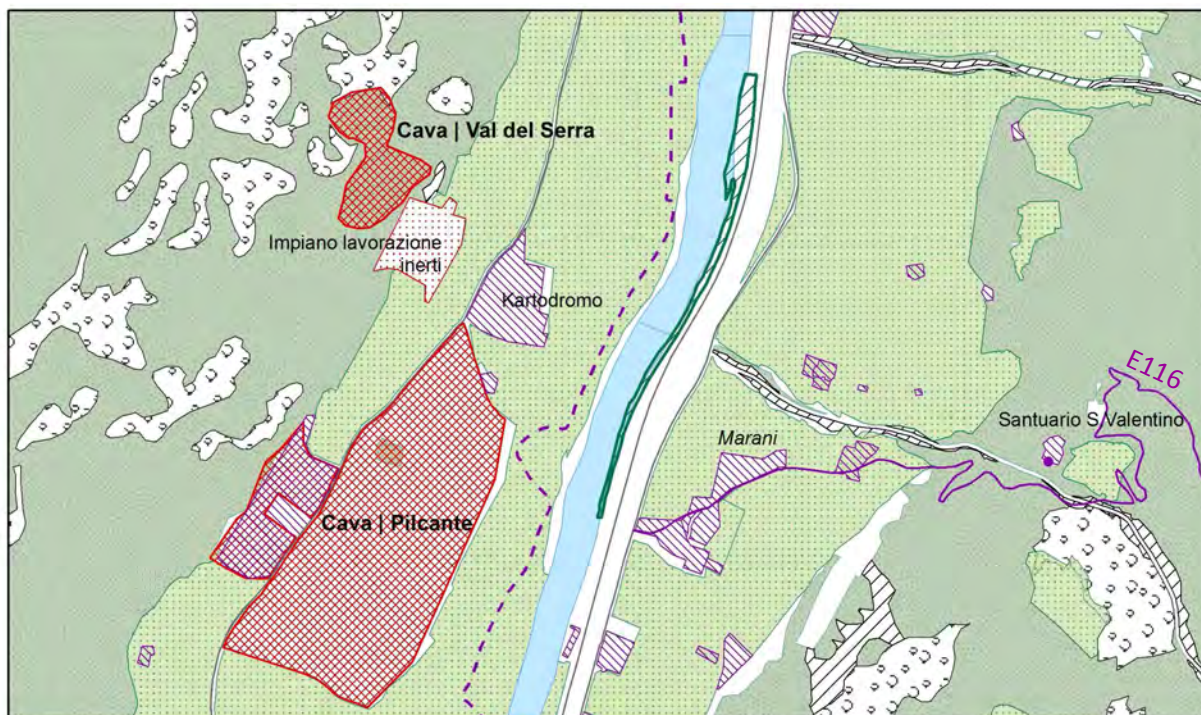 Cava | Val del Serra
Impiano lavorazione
inerti
Kartodromo
E116
Santuario S.Valentino
Marani
Cava | Pilcante